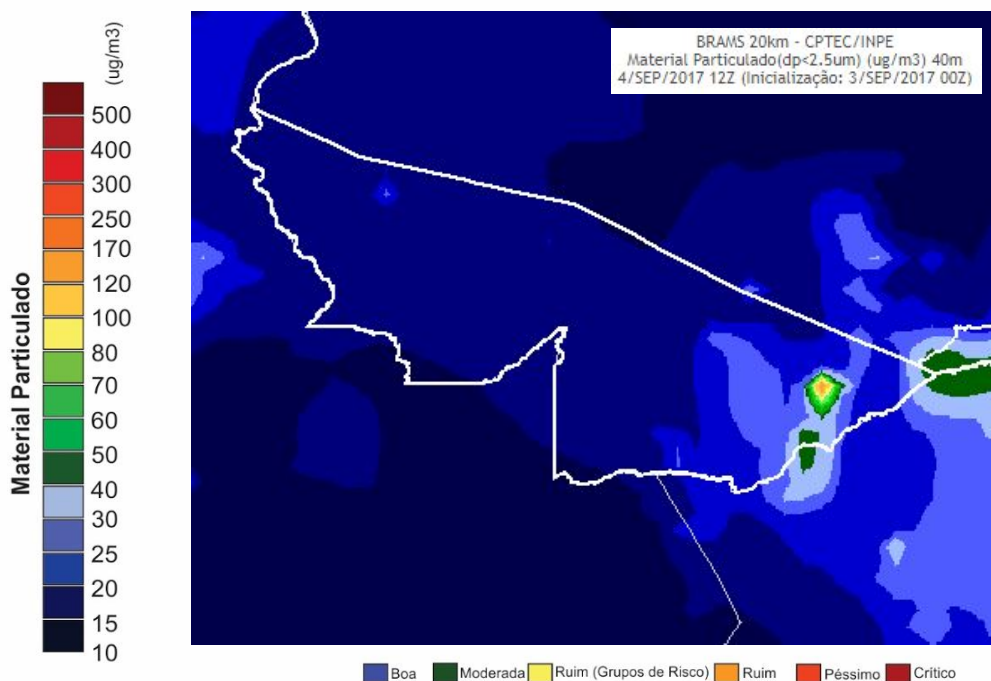 (ug/m3)
Material Particulado
500
400
300
250
170
120
100
80
70
60
50
40
30
25
20
15
10
BRAMS 20km - CPTEC/INPE
Material Particulado(dp<2.5um) (ug/m3) 40m
4/SEP/2017 12Z (Inicialização: 3/SEP/2017 00Z)
Boa Moderada Ruim (Grupos de Risco) Ruim Péssimo Crítico